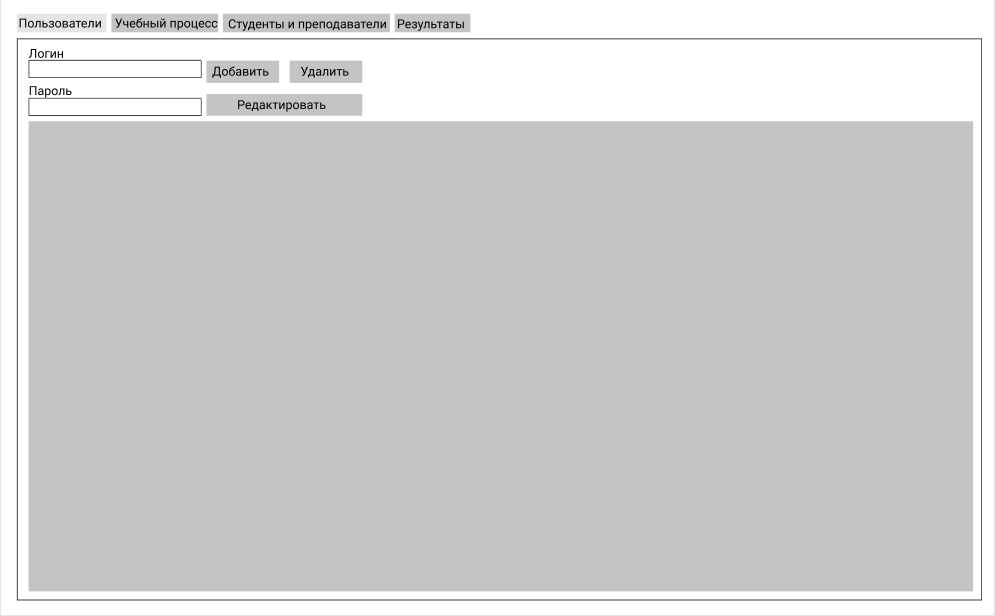 Пользователи Учебный процесс Студенты и преподаватели Результаты
Логин
Добавить Удалить
Пароль
Редактировать